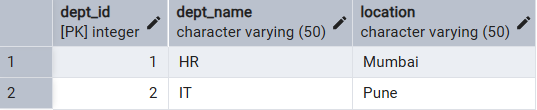 dept_id dept_name location
[PK] integer character varying (50) character varying (50)
1 1 HR Mumbai
2 2 IT Pune